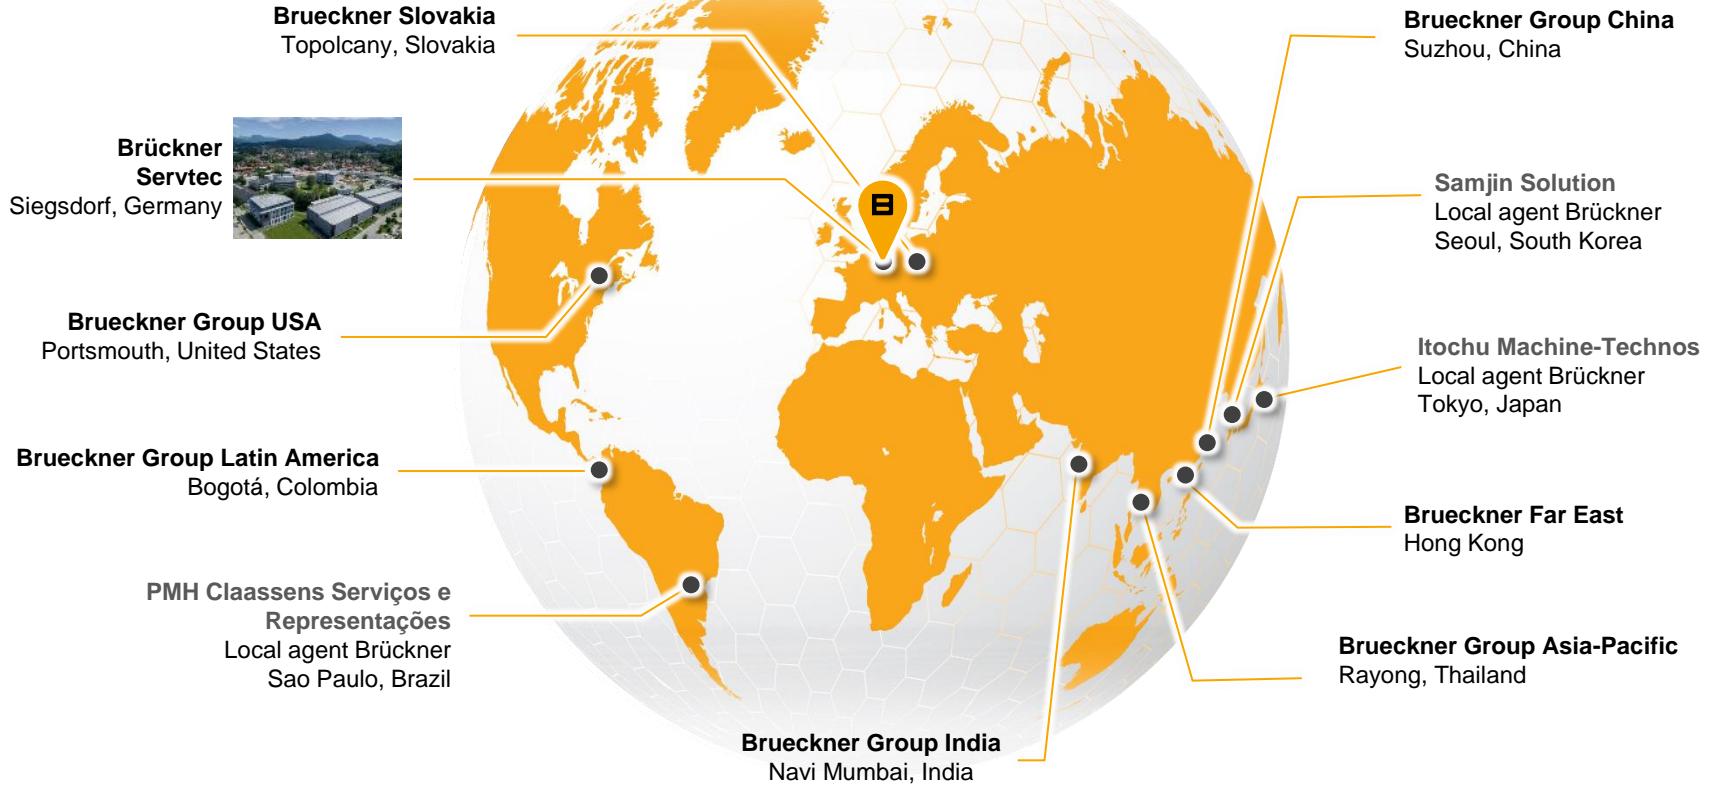 Brueckner Slovakia
Topolcany, Slovakia
Brückner
Servtec
Siegsdorf, Germany
Brueckner Group USA
Portsmouth, United States
Brueckner Group Latin America
Bogotá, Colombia
PMH Claassens Serviços e
Representações
Local agent Brückner
Sao Paulo, Brazil
Brueckner Group India
Navi Mumbai, India
Brueckner Group China
Suzhou, China
Samjin Solution
Local agent Brückner
Seoul, South Korea
Itochu Machine-Technos
Local agent Brückner
Tokyo, Japan
Brueckner Far East
Hong Kong
Brueckner Group Asia-Pacific
Rayong, Thailand
B